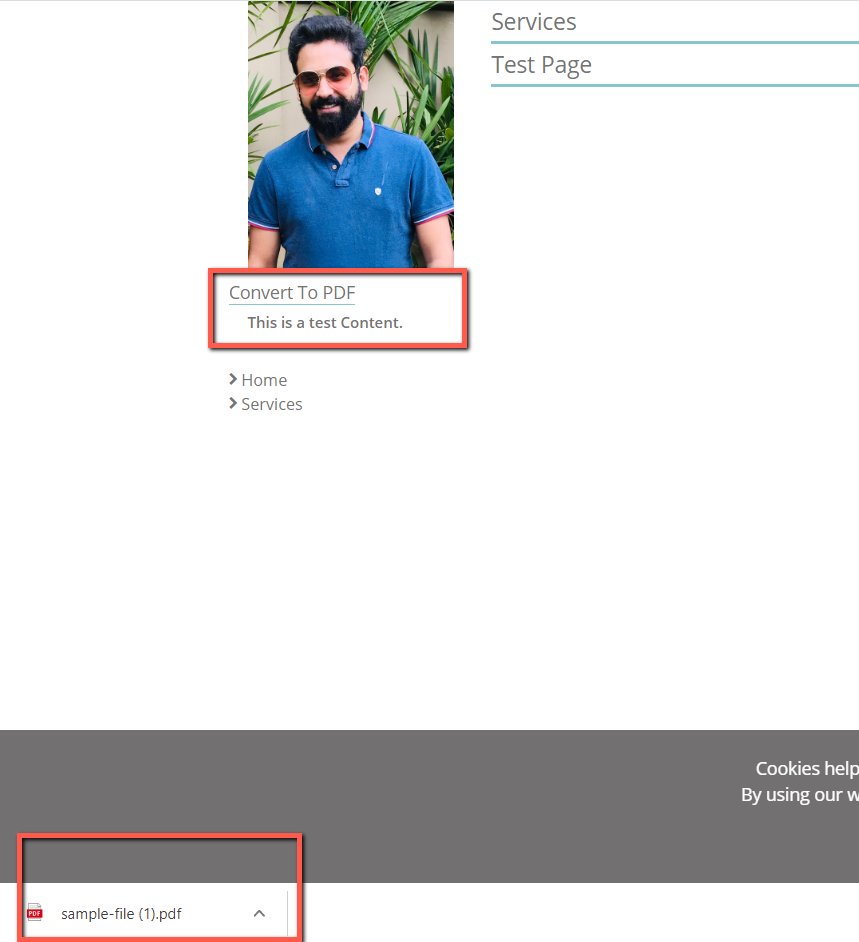 Services
Test Page
Convert To PDF
This is a test Content.
Home
Services
Cookies help
By using our w
PDF
sample-file (1).pdf